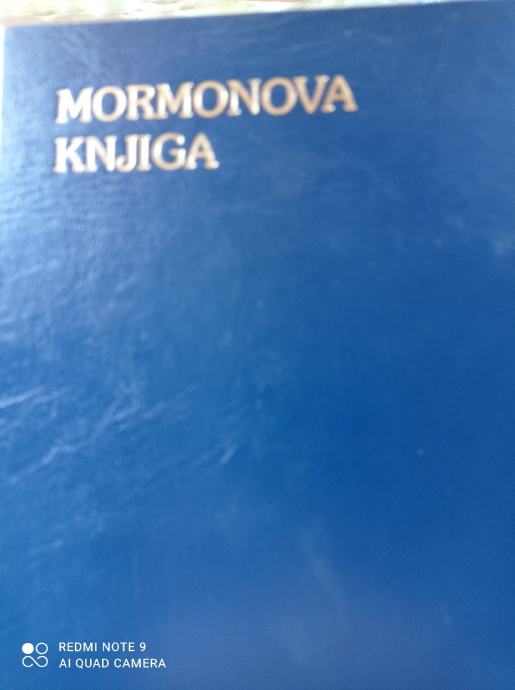 MORMONOVA
KNJIGA
REDMI NOTE 9
AI QUAD CAMERA